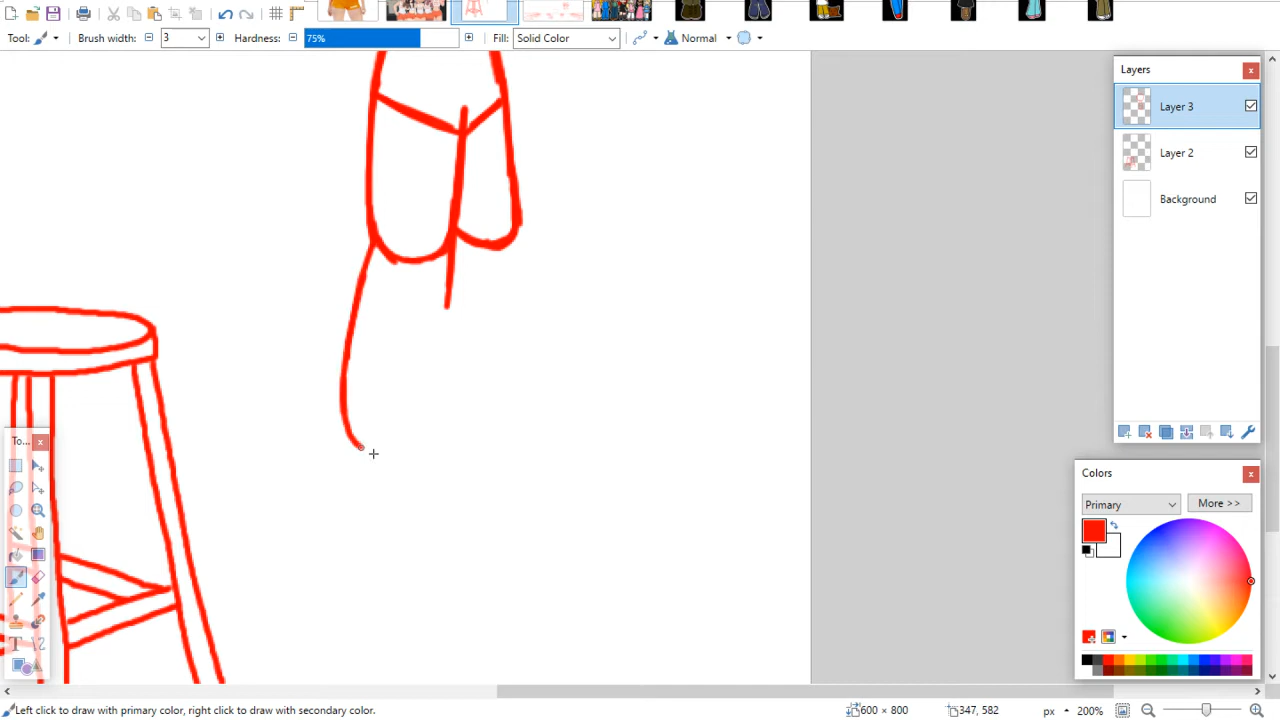 Tool:
Brush width:
3
Hardness:
75%
Fill:
Solid Color
Normal
Layers
Layer 3
Layer 2
Background
To...
T
Colors
Primary
More >>
Left click to draw with primary color, right click to draw with secondary color.
600 × 800
347, 582
px
200%